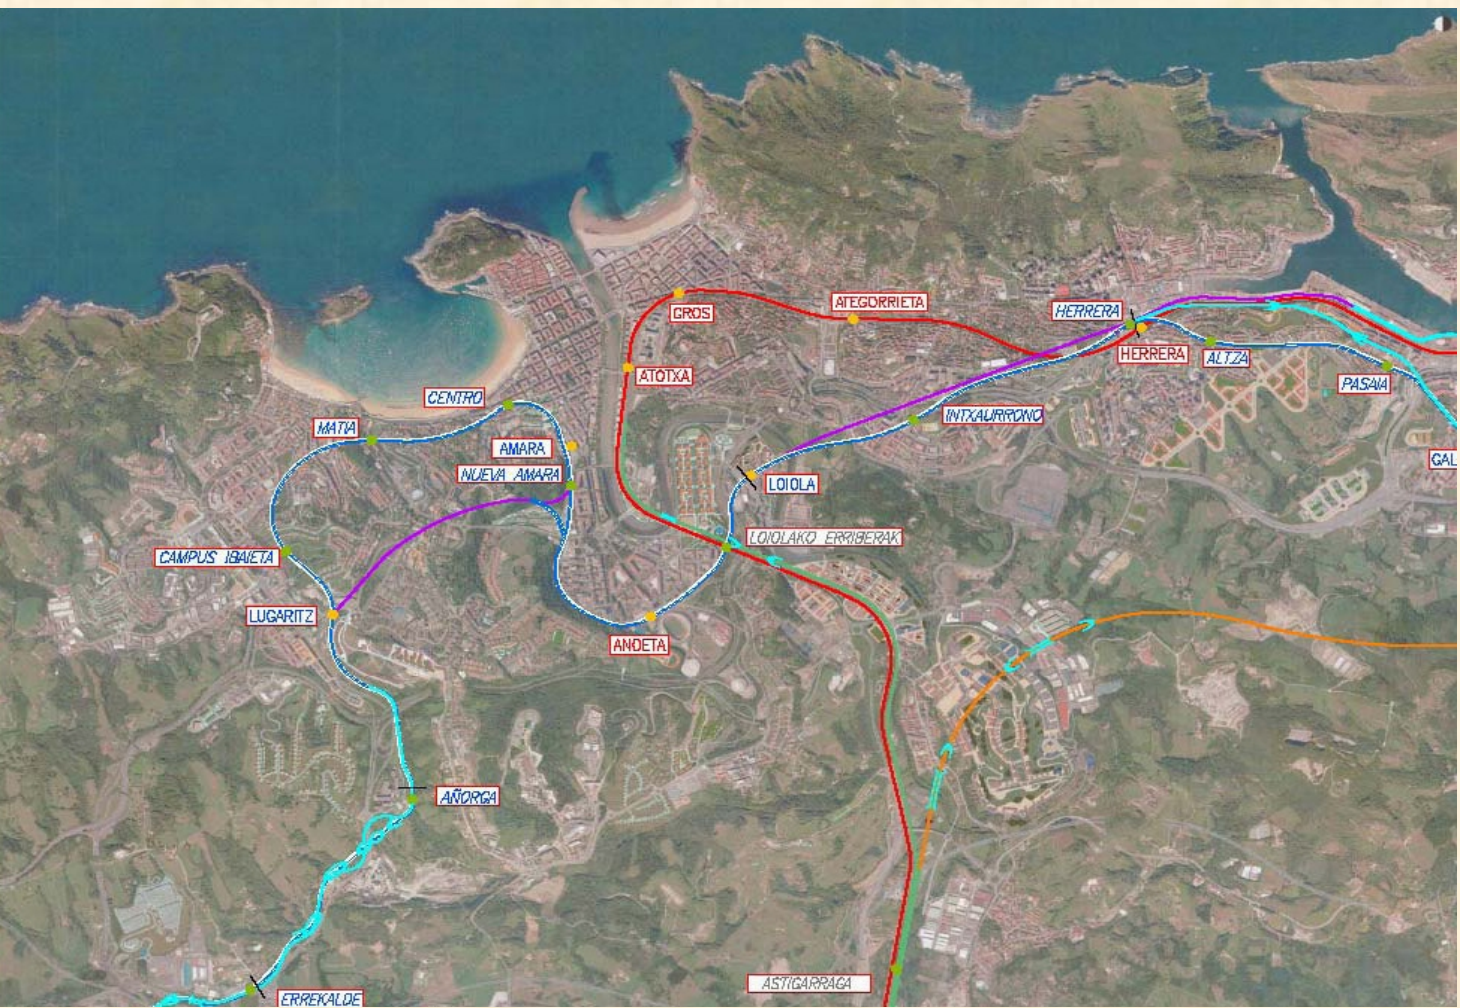 GROS
ATEGORRIETA
HERRERA
HERRERA
ALTZA
ATOTXA
PASAIA
CENTRO
INTXAURRONDO
MATIA
AMARA
GAL
NUEVA AMARA
LOIOLA
LOIOLAKO ERRIBERAK
CAMPUS IBAIETA
LUGARITZ
ANOETA
AÑORGA
ASTIGARRAGA
ERREKALDE